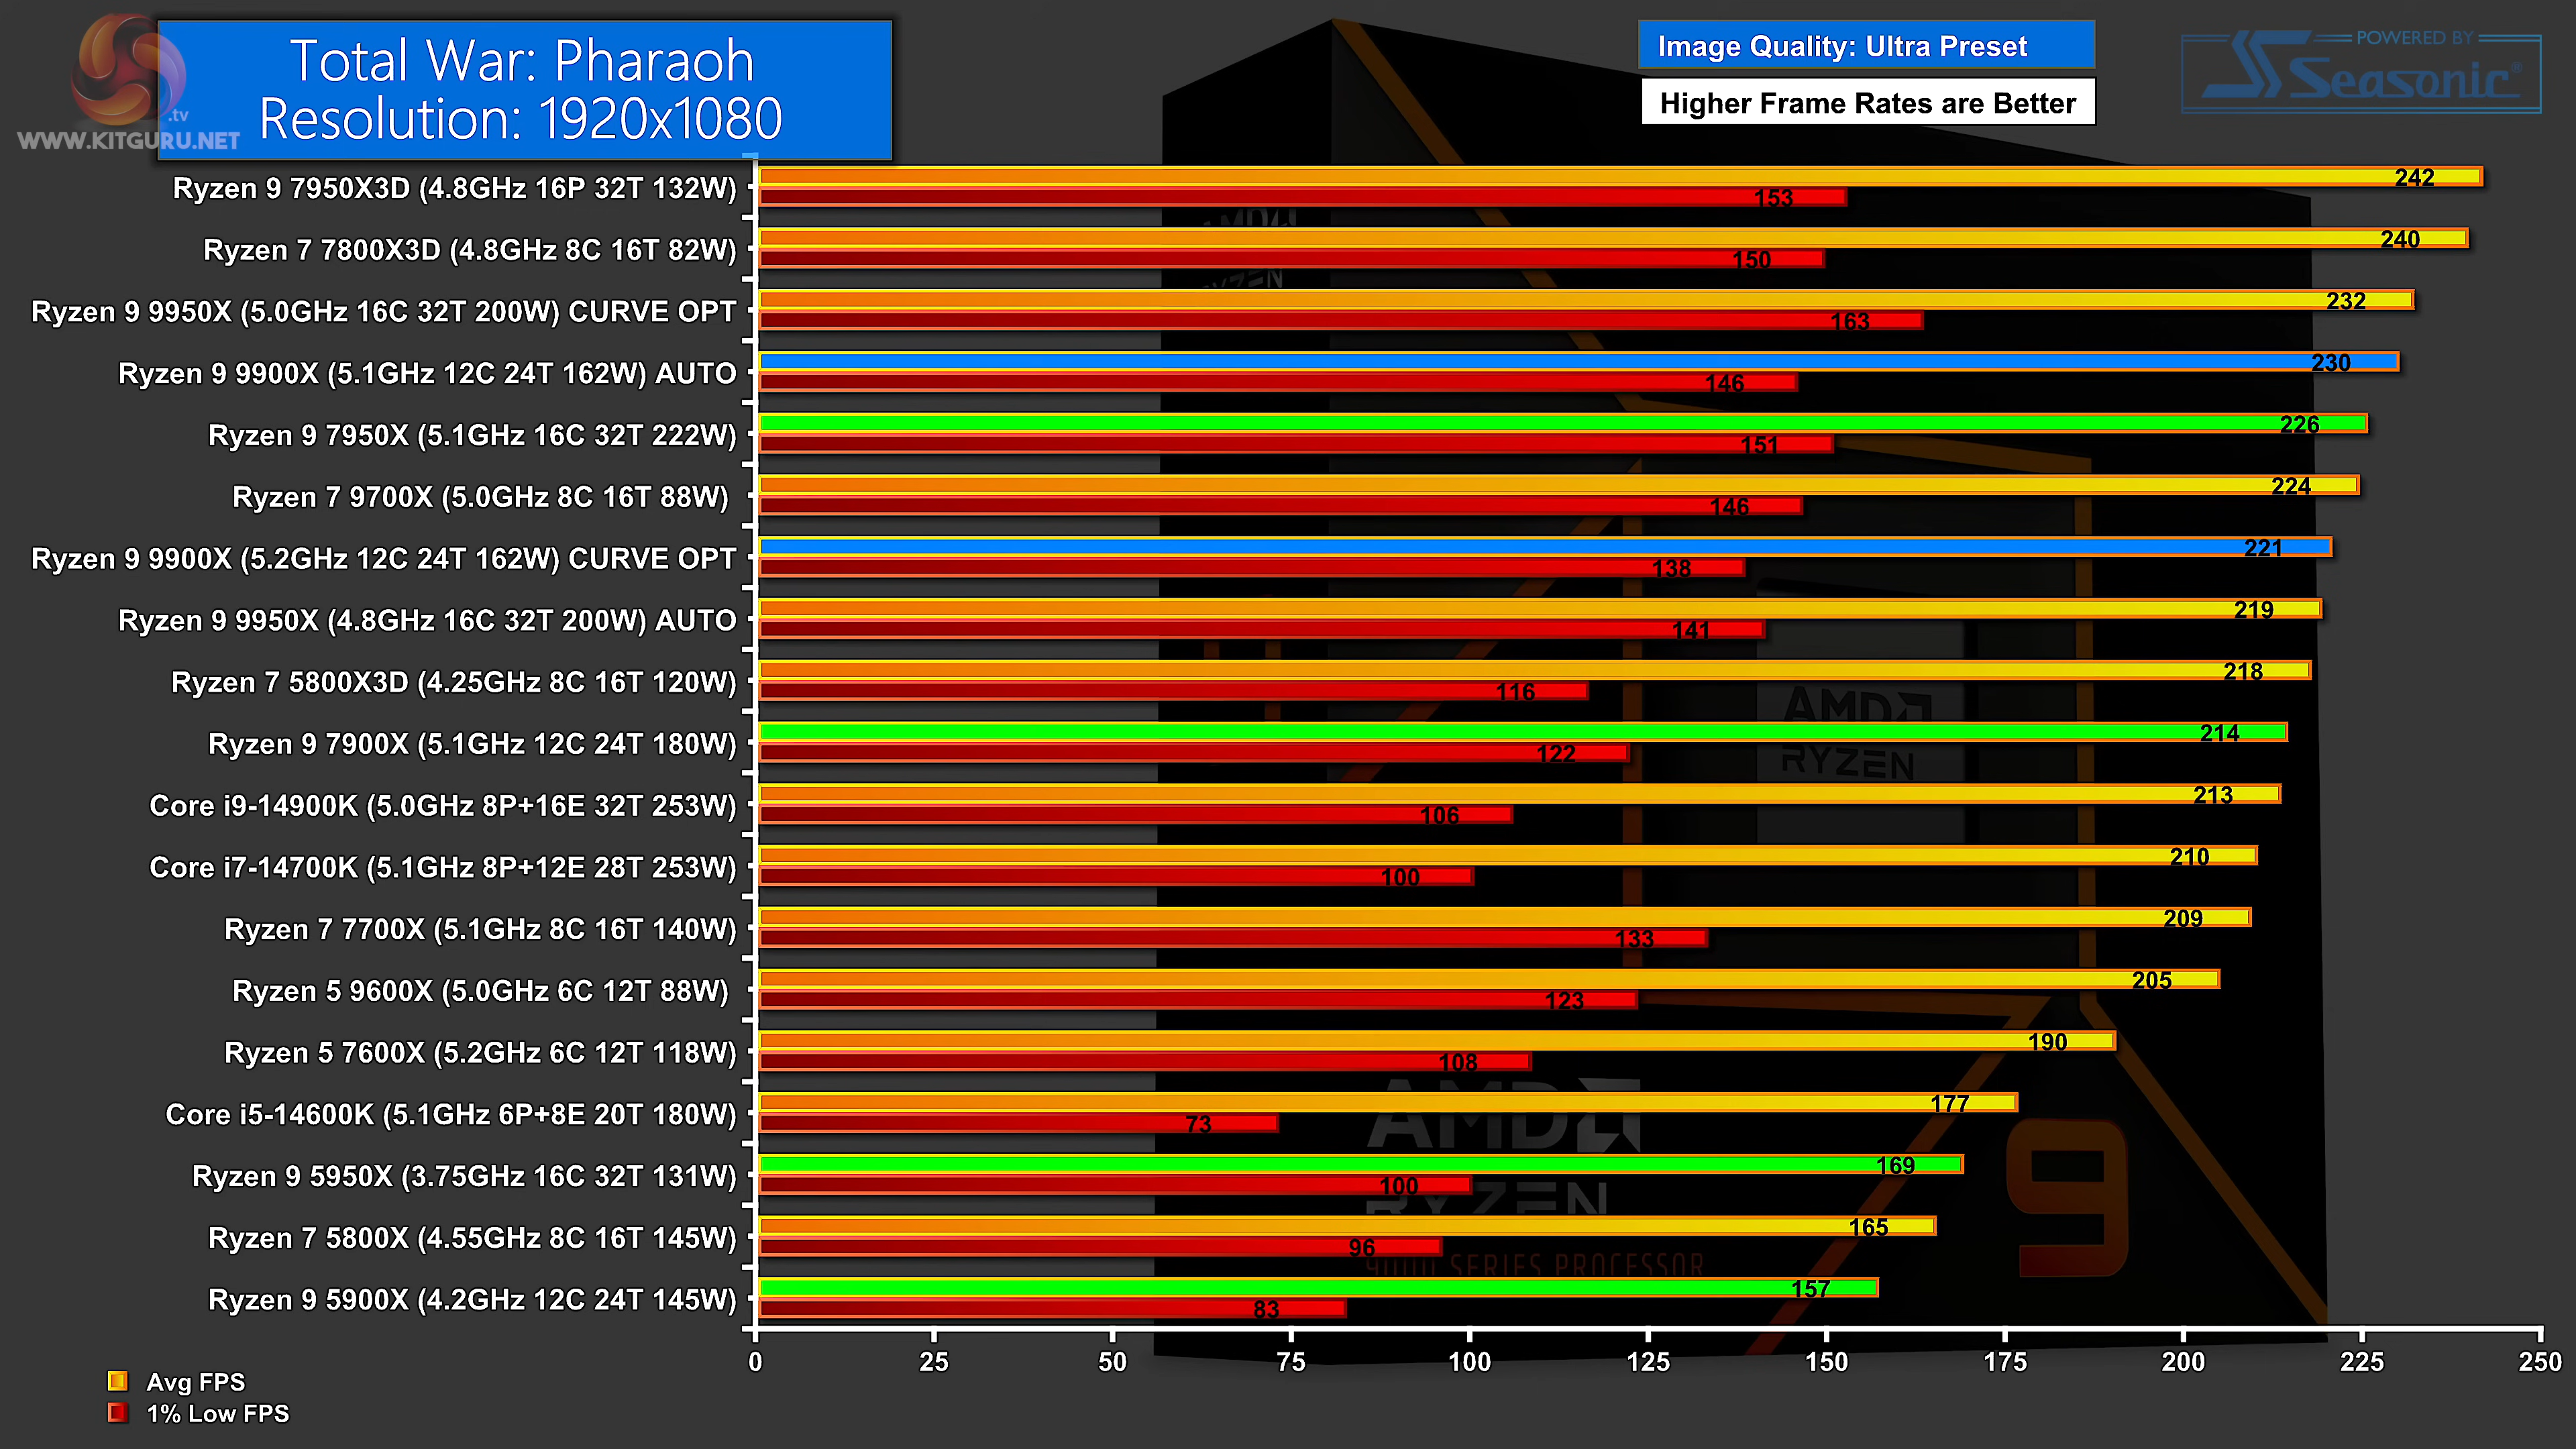 Total War: Pharaoh
Resolution: 1920x1080
.tv
WWW.KITGURU.NET
Image Quality: Ultra Preset
Higher Frame Rates are Better
POWERED BY
Seasonic®
Ryzen 9 7950X3D (4.8GHz 16P 32T 132W)
242
153
Ryzen 7 7800X3D (4.8GHz 8C 16T 82W)
240
150
Ryzen 9 9950X (5.0GHz 16C 32T 200W) CURVE OPT
232
163
Ryzen 9 9900X (5.1GHz 12C 24T 162W) AUTO
230
146
Ryzen 9 7950X (5.1GHz 16C 32T 222W)
226
151
Ryzen 7 9700X (5.0GHz 8C 16T 88W)
224
146
Ryzen 9 9900X (5.2GHz 12C 24T 162W) CURVE OPT
221
138
Ryzen 9 9950X (4.8GHz 16C 32T 200W) AUTO
219
141
Ryzen 7 5800X3D (4.25GHz 8C 16T 120W)
218
116
Ryzen 9 7900X (5.1GHz 12C 24T 180W)
214
122
Core i9-14900K (5.0GHz 8P+16E 32T 253W)
213
106
Core i7-14700K (5.1GHz 8P+12E 28T 253W)
210
100
Ryzen 7 7700X (5.1GHz 8C 16T 140W)
209
133
Ryzen 5 9600X (5.0GHz 6C 12T 88W)
205
123
Ryzen 5 7600X (5.2GHz 6C 12T 118W)
190
108
Core i5-14600K (5.1GHz 6P+8E 20T 180W)
177
73
Ryzen 9 5950X (3.75GHz 16C 32T 131W)
169
100
Ryzen 7 5800X (4.55GHz 8C 16T 145W)
165
96
Ryzen 9 5900X (4.2GHz 12C 24T 145W)
157
83
AMD
RYZEN
AMD
RYZEN
AMD
RYZEN
9000 SERIES PROCESSOR
9
0 25 50 75 100 125 150 175 200 225 250
Avg FPS
1% Low FPS